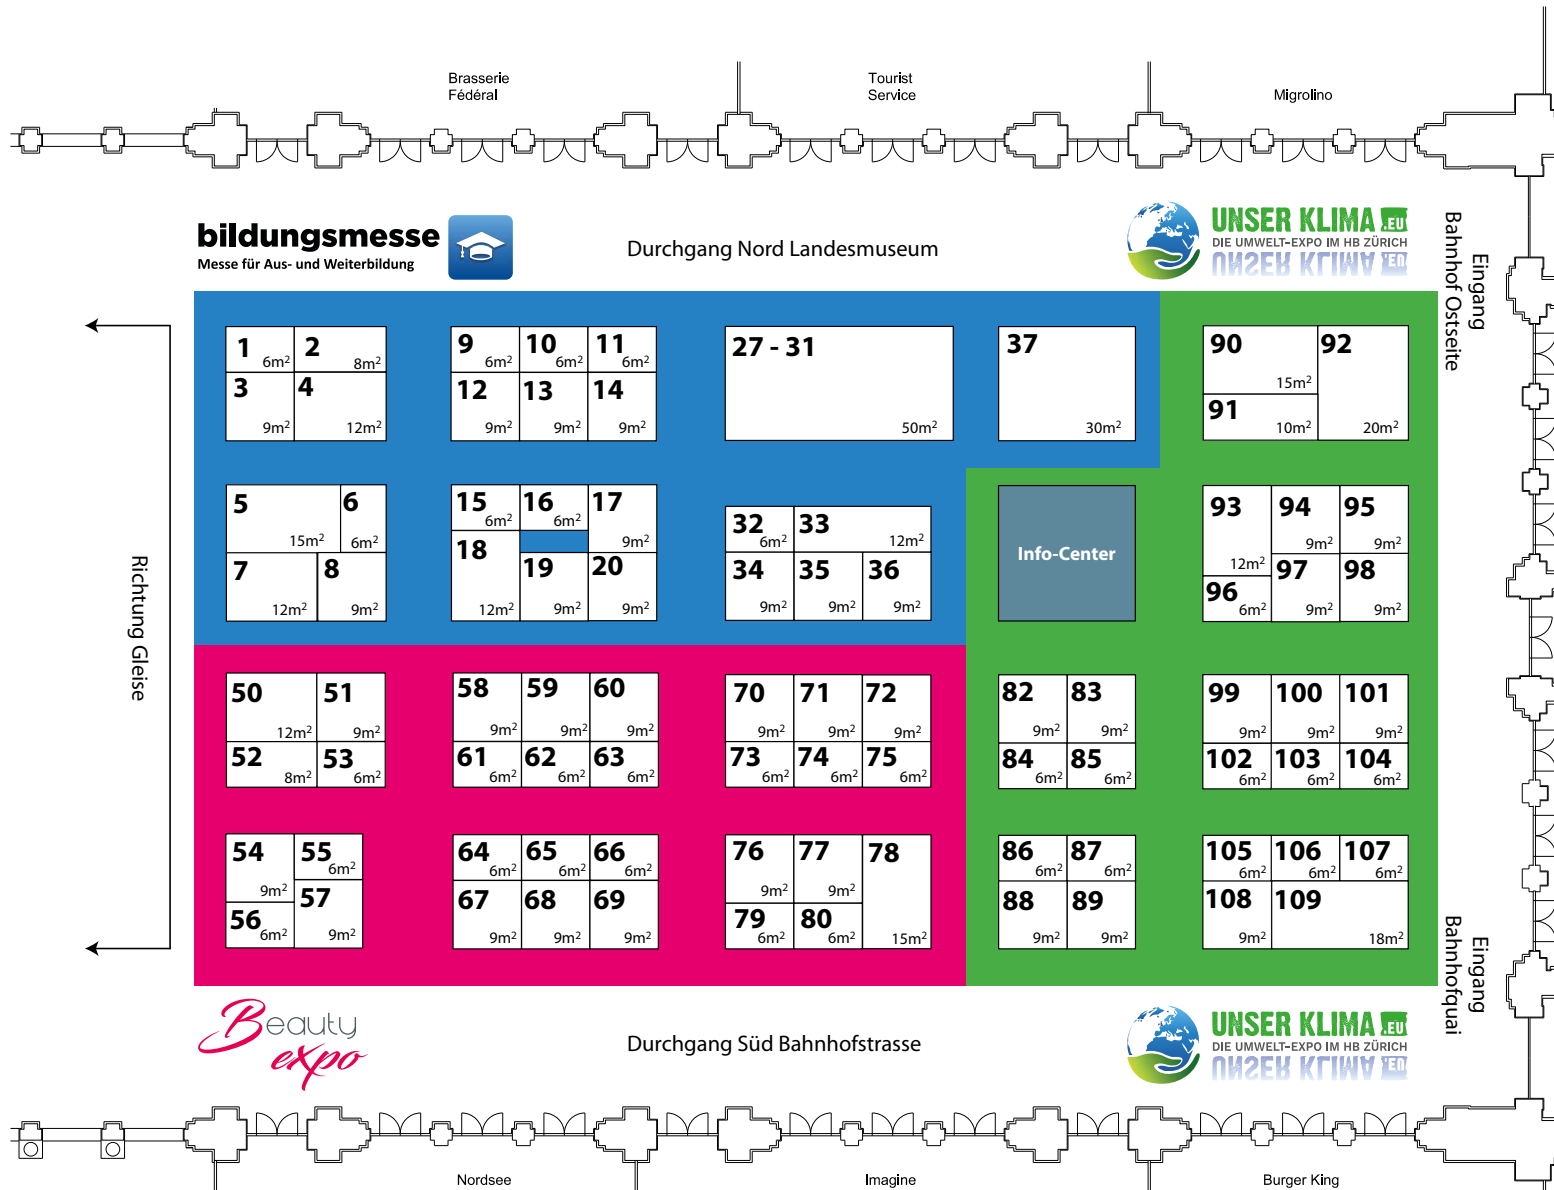 Brasserie
Fédéral
Tourist
Service
Migrolino
bildungsmesse
Messe für Aus- und Weiterbildung
Durchgang Nord Landesmuseum
UNSER KLIMA .EU
DIE UMWELT-EXPO IM HB ZÜRICH
Eingang
Bahnhof Ostseite
Richtung Gleise
1 6m²
2 8m²
3 9m²
4 12m²
9 6m²
10 6m²
11 6m²
12 9m²
13 9m²
14 9m²
27 - 31 50m²
37 30m²
90 15m²
91 10m²
92 20m²
5 15m²
6 6m²
7 12m²
8 9m²
15 6m²
16 6m²
17 9m²
18 12m²
19 9m²
20 9m²
32 6m²
33 12m²
34 9m²
35 9m²
36 9m²
Info-Center
93 12m²
94 9m²
95 9m²
96 6m²
97 9m²
98 9m²
50 12m²
51 9m²
52 8m²
53 6m²
58 9m²
59 9m²
60 9m²
61 6m²
62 6m²
63 6m²
70 9m²
71 9m²
72 9m²
73 6m²
74 6m²
75 6m²
82 9m²
83 9m²
84 6m²
85 6m²
99 9m²
100 9m²
101 9m²
102 6m²
103 6m²
104 6m²
54 9m²
55 6m²
56 6m²
57 9m²
64 6m²
65 6m²
66 6m²
67 9m²
68 9m²
69 9m²
76 9m²
77 9m²
78 15m²
79 6m²
80 6m²
86 6m²
87 6m²
88 9m²
89 9m²
105 6m²
106 6m²
107 6m²
108 9m²
109 18m²
Eingang
Bahnhofquai
Beauty
expo
Durchgang Süd Bahnhofstrasse
UNSER KLIMA .EU
DIE UMWELT-EXPO IM HB ZÜRICH
Nordsee
Imagine
Burger King